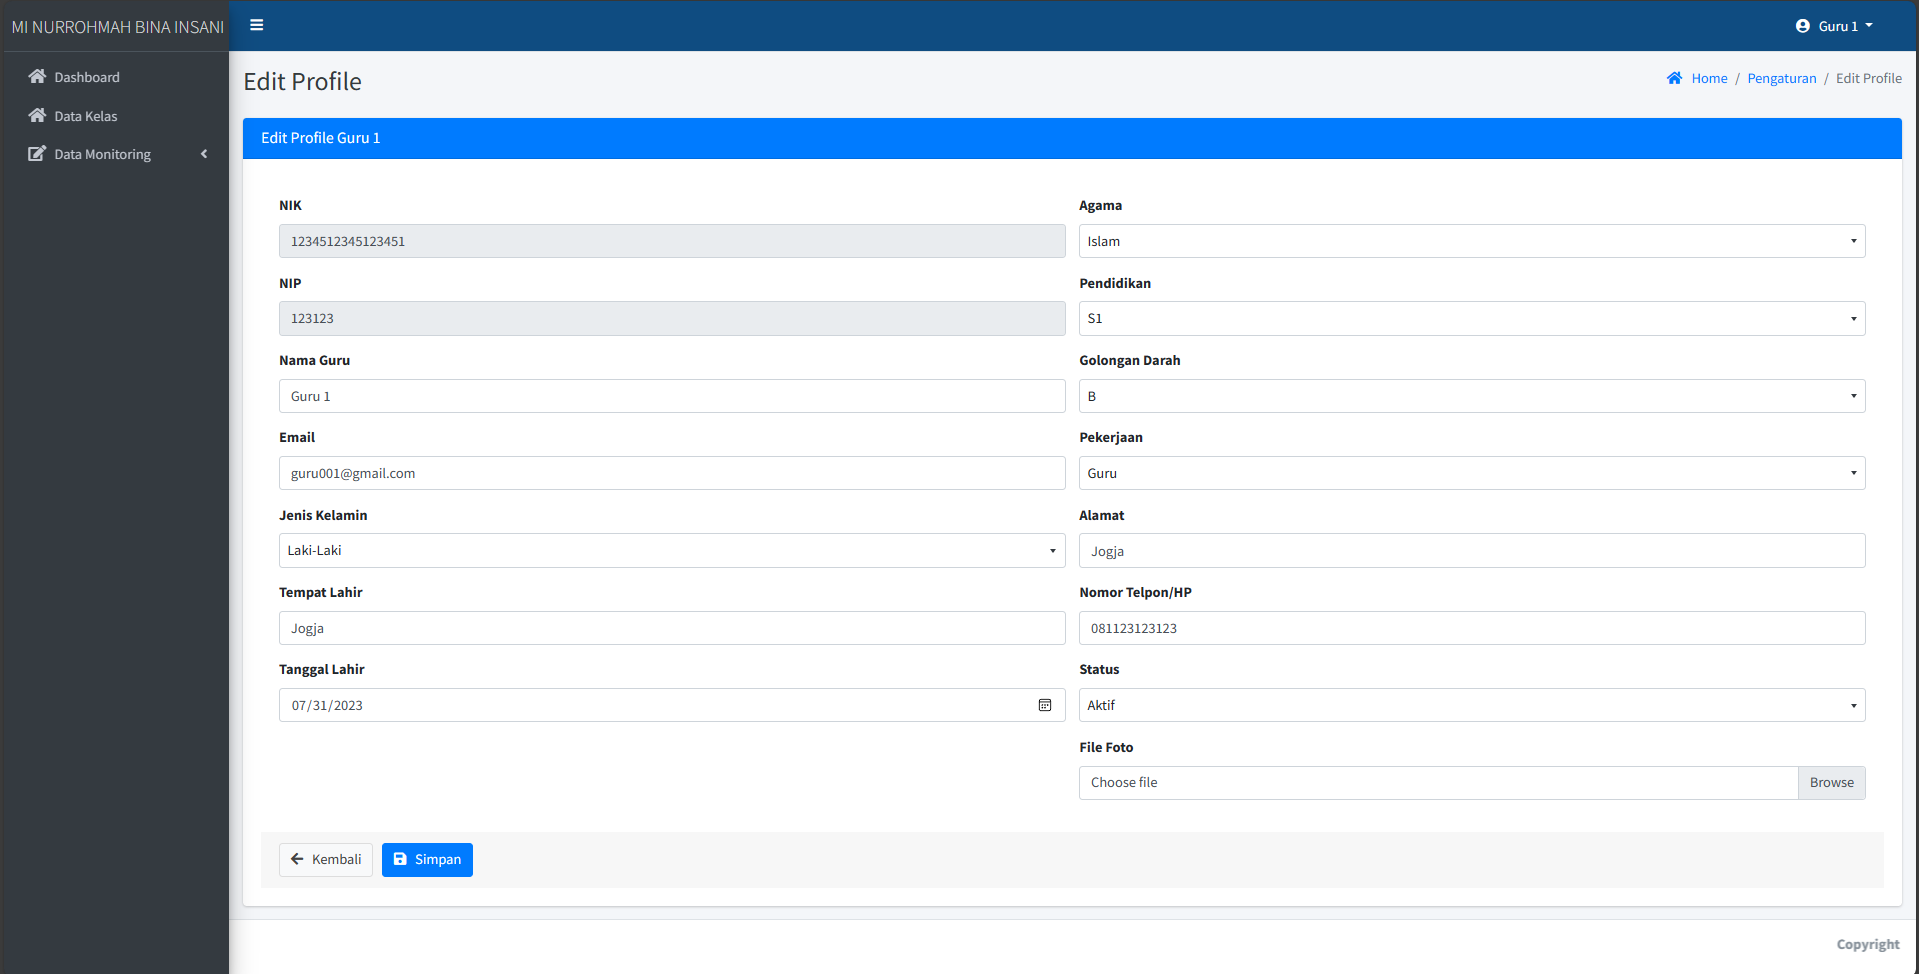 MI NURROHMAH BINA INSANI
Guru 1
Dashboard
Data Kelas
Data Monitoring
Edit Profile
Home / Pengaturan / Edit Profile
Edit Profile Guru 1
NIK
1234512345123451
NIP
123123
Nama Guru
Guru 1
Email
guru001@gmail.com
Jenis Kelamin
Laki-Laki
Tempat Lahir
Jogja
Tanggal Lahir
07/31/2023
Agama
Islam
Pendidikan
S1
Golongan Darah
B
Pekerjaan
Guru
Alamat
Jogja
Nomor Telpon/HP
081123123123
Status
Aktif
File Foto
Choose file Browse
Kembali Simpan
Copyright